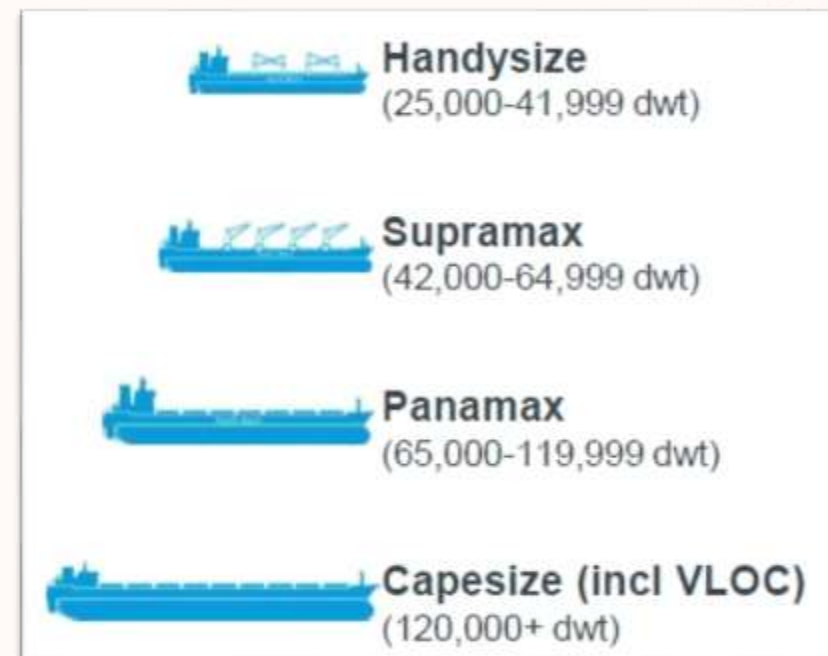 Handysize
(25,000-41,999 dwt)
Supramax
(42,000-64,999 dwt)
Panamax
(65,000-119,999 dwt)
Capesize (incl VLOC)
(120,000+ dwt)